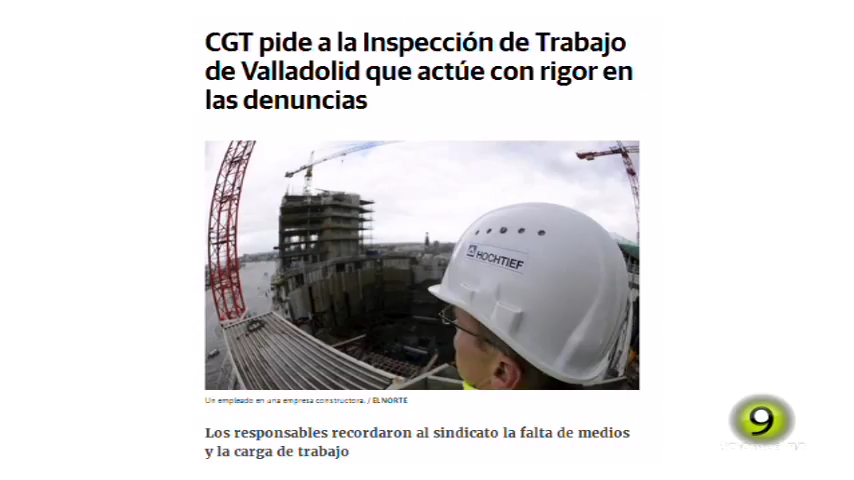 CGT pide a la Inspección de Trabajo
de Valladolid que actúe con rigor en
las denuncias
HOCHTIEF
Un empleado en una empresa constructora. / EL NORTE
Los responsables recordaron al sindicato la falta de medios
y la carga de trabajo
9